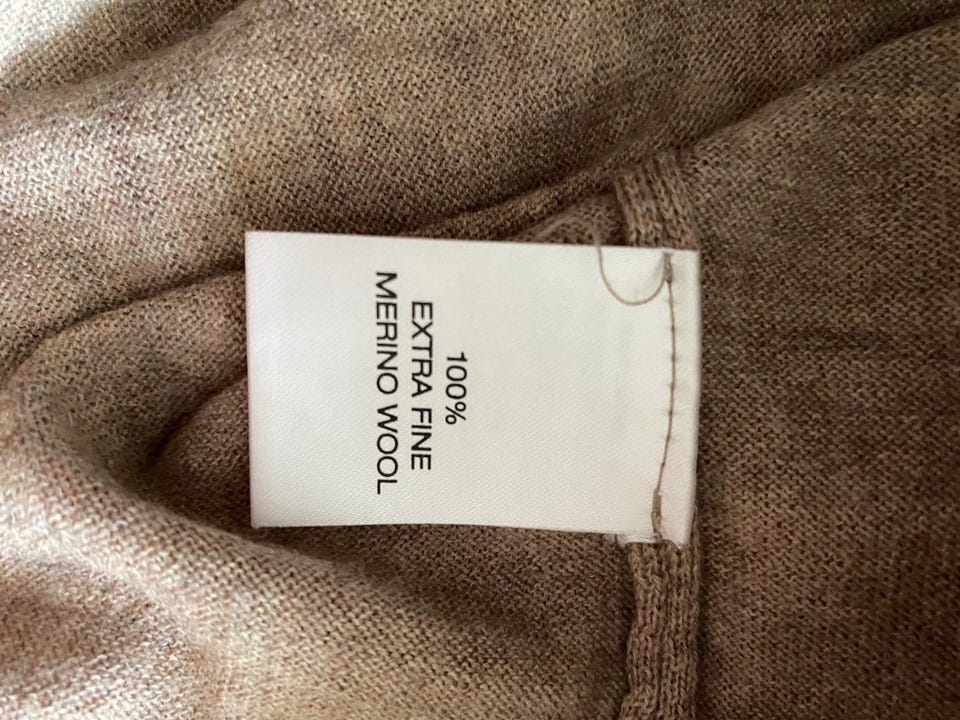 100%
EXTRA FINE
MERINO WOOL